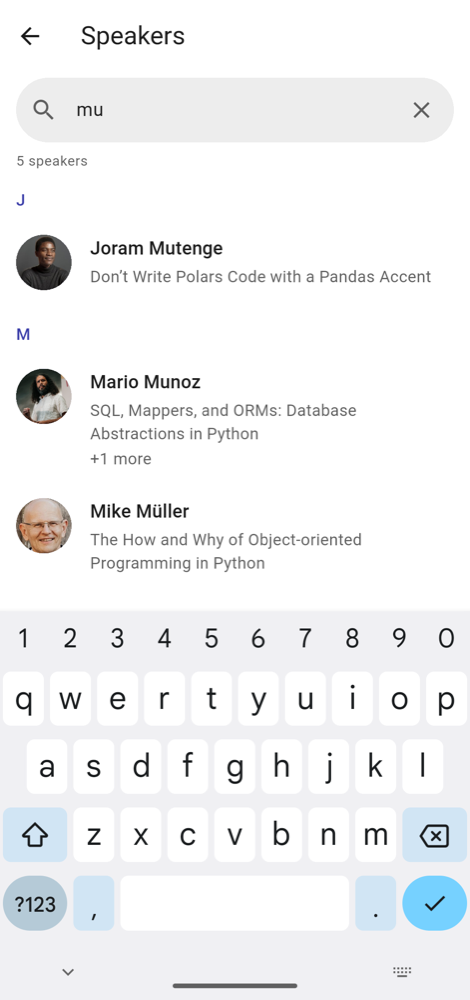 Speakers
mu
5 speakers
J
Joram Mutenge
Don’t Write Polars Code with a Pandas Accent
M
Mario Munoz
SQL, Mappers, and ORMs: Database
Abstractions in Python
+1 more
Mike Müller
The How and Why of Object-oriented
Programming in Python
1 2 3 4 5 6 7 8 9 0
q w e r t y u i o p
a s d f g h j k l
z x c v b n m
?123 , .